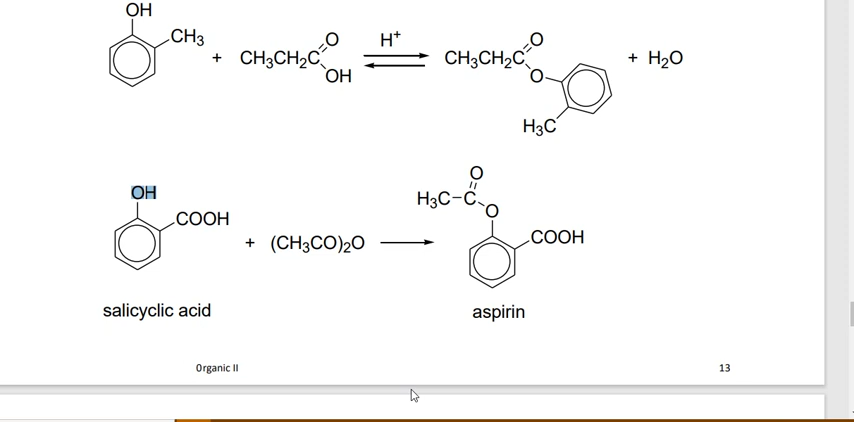 OH
CH3
+ CH3CH2C
O
OH
H+
CH3CH2C
O
O
H3C
+ H2O
OH
COOH
+ (CH3CO)2O
O
H3C-C
O
COOH
salicyclic acid
aspirin
Organic II
13